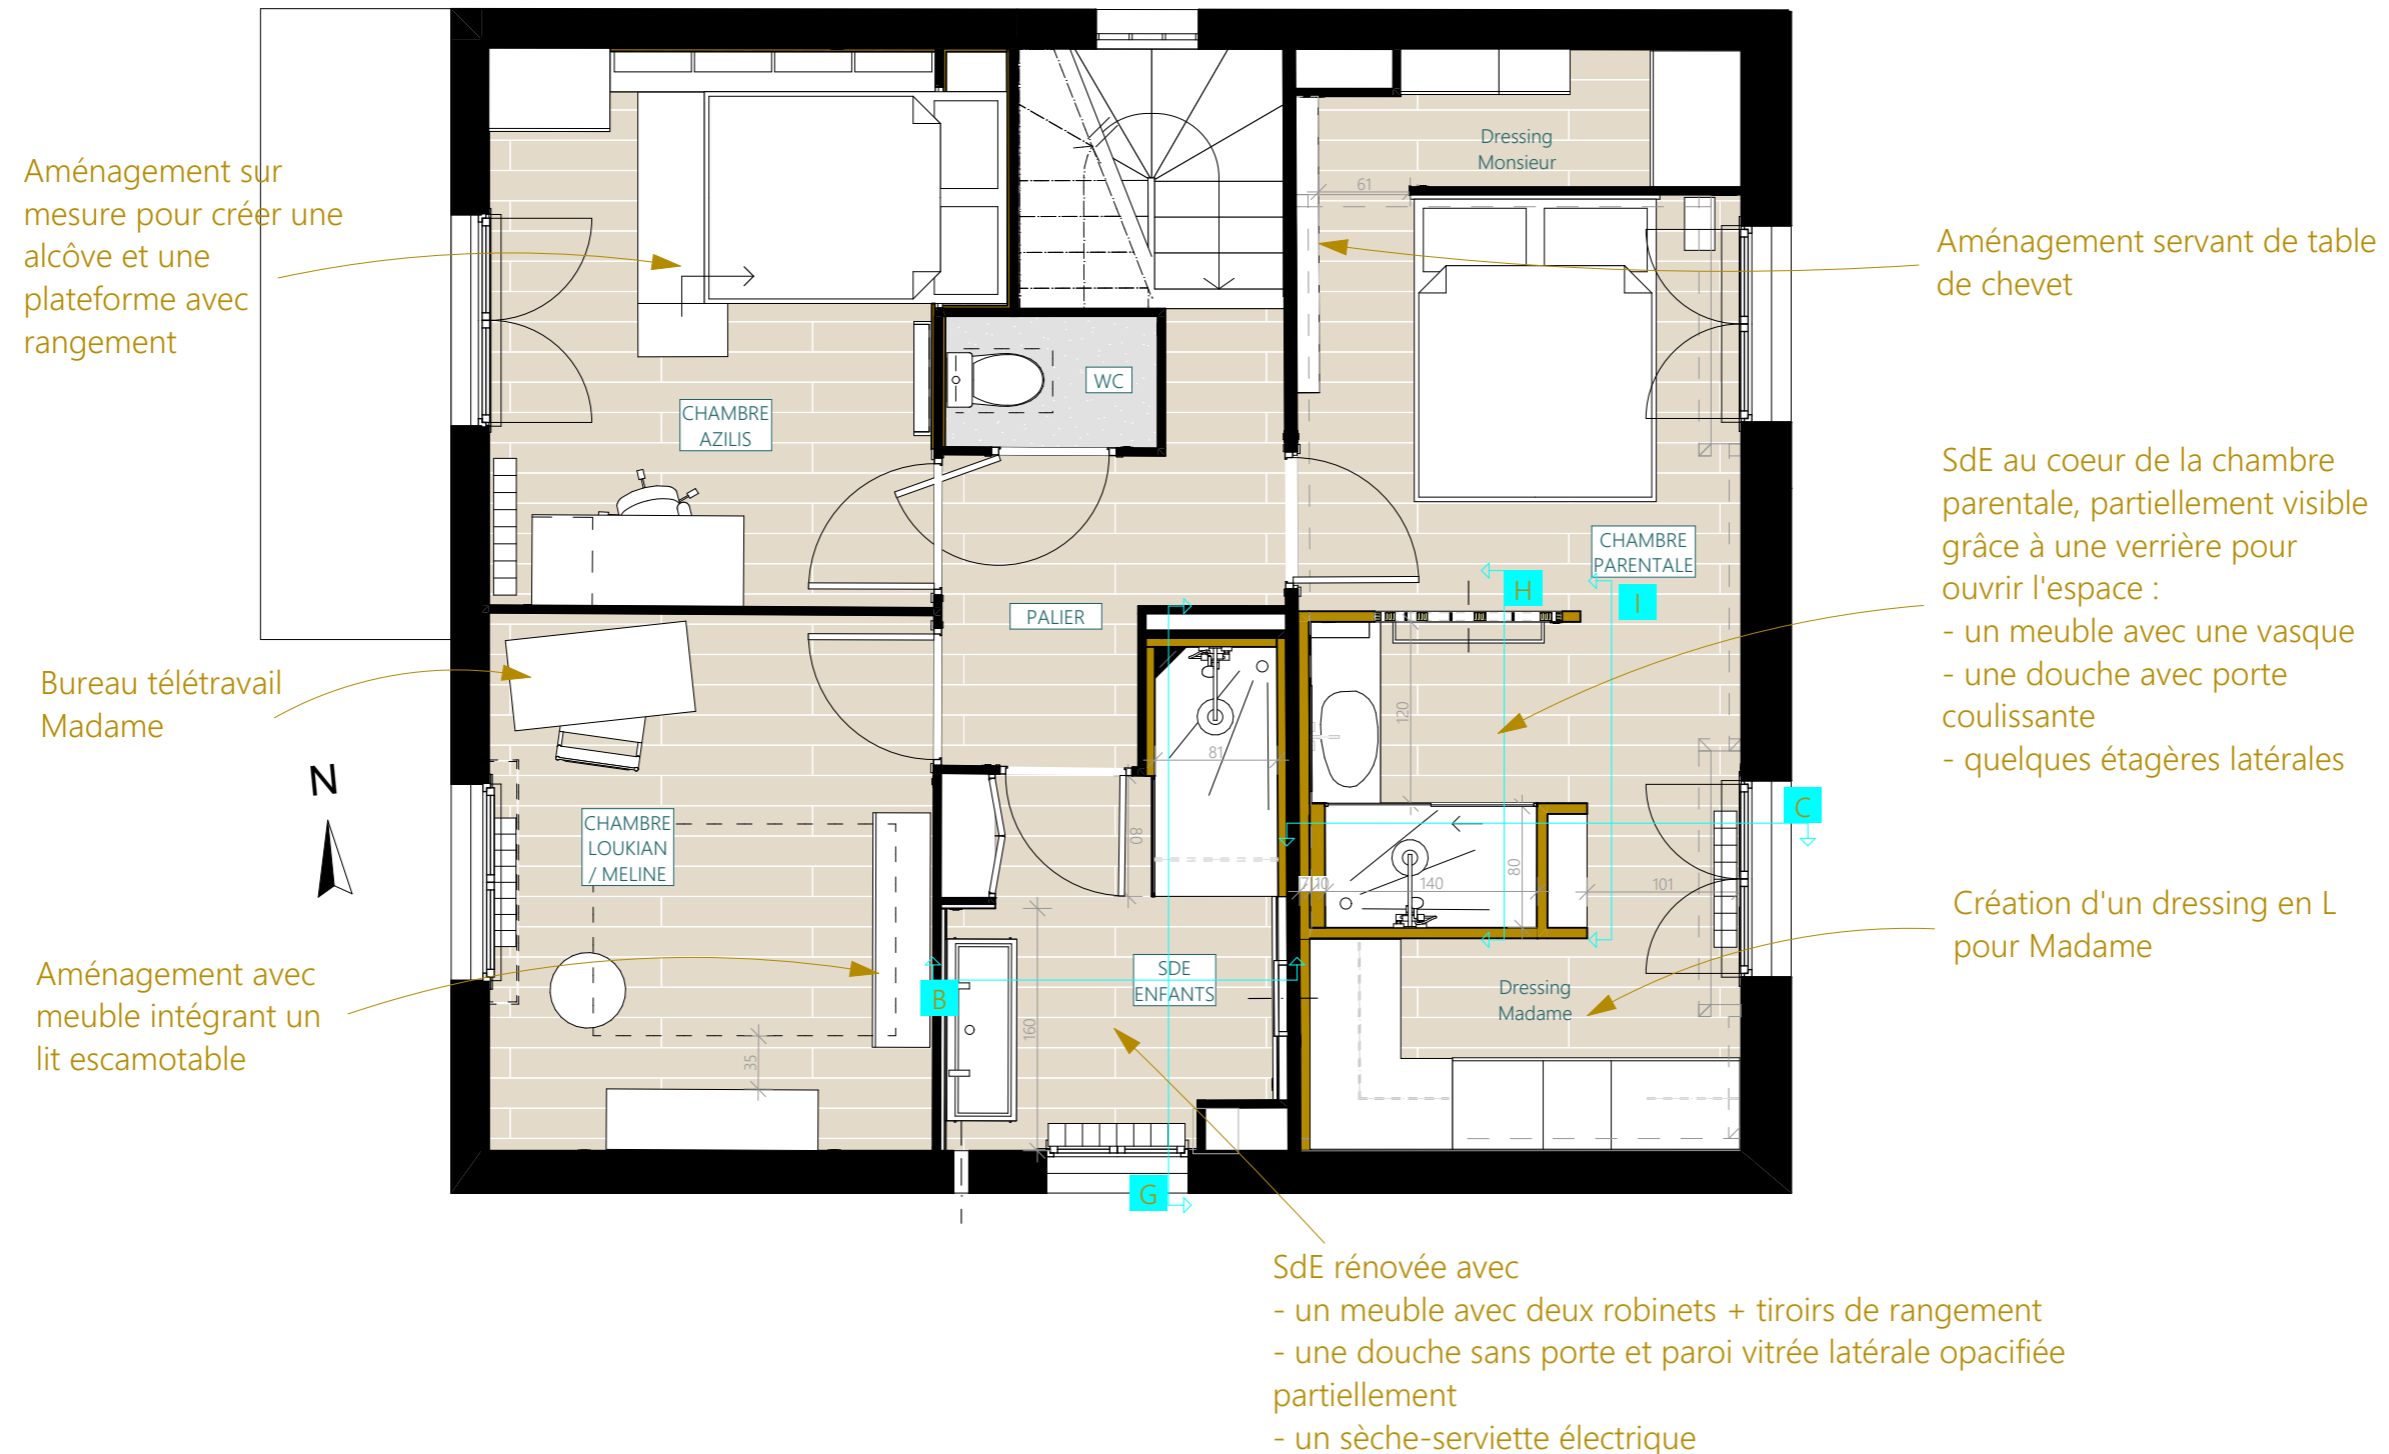 Aménagement sur
mesure pour créer une
alcôve et une
plateforme avec
rangement
Bureau télétravail
Madame
N
Aménagement avec
meuble intégrant un
lit escamotable
Dressing
Monsieur
61
WC
CHAMBRE
AZILIS
CHAMBRE
PARENTALE
H
I
PALIER
81
120
CHAMBRE
LOUKIAN
/ MELINE
80
C
7
10
140
80
101
SDE
ENFANTS
B
160
Dressing
Madame
35
G
Aménagement servant de table
de chevet
SdE au coeur de la chambre
parentale, partiellement visible
grâce à une verrière pour
ouvrir l'espace :
- un meuble avec une vasque
- une douche avec porte
coulissante
- quelques étagères latérales
Création d'un dressing en L
pour Madame
SdE rénovée avec
- un meuble avec deux robinets + tiroirs de rangement
- une douche sans porte et paroi vitrée latérale opacifiée
partiellement
- un sèche-serviette électrique